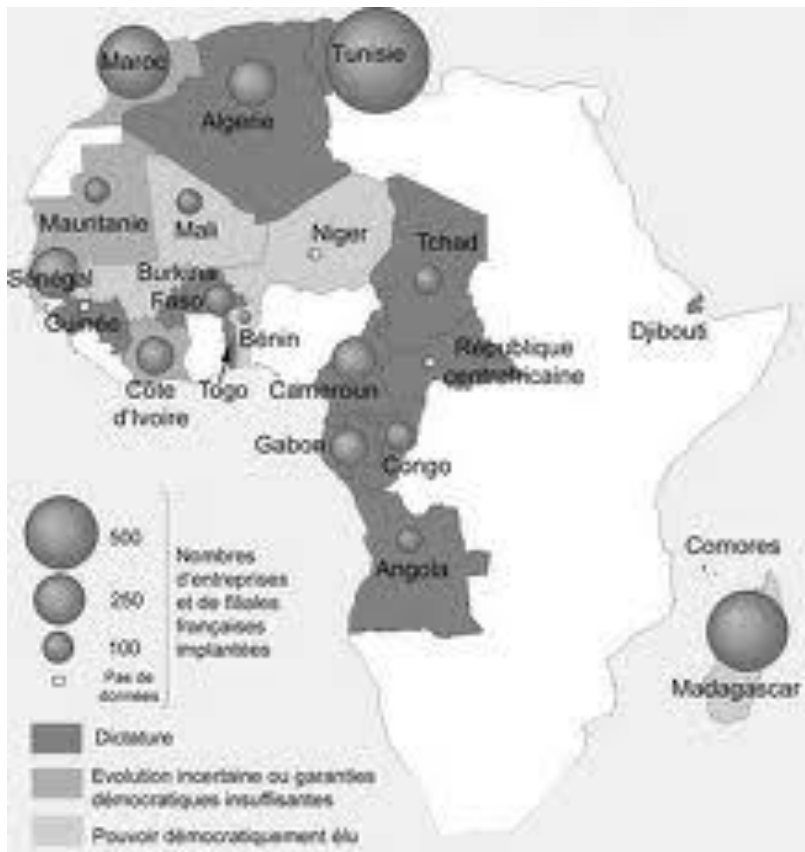 Maroc
Tunisie
Algérie
Mauritanie
Mali
Niger
Tchad
Sénégal
Burkina
Faso
Guinée
Bénin
Djibouti
Côte
d'Ivoire
Togo
Cameroun
République
centrafricaine
Gabon
Congo
Angola
Comores
Madagascar
500
250
100
Pas de
données
Nombres
d'entreprises
et de filiales
françaises
implantées
Dictature
Evolution incertaine ou garanties
démocratiques insuffisantes
Pouvoir démocratiquement élu